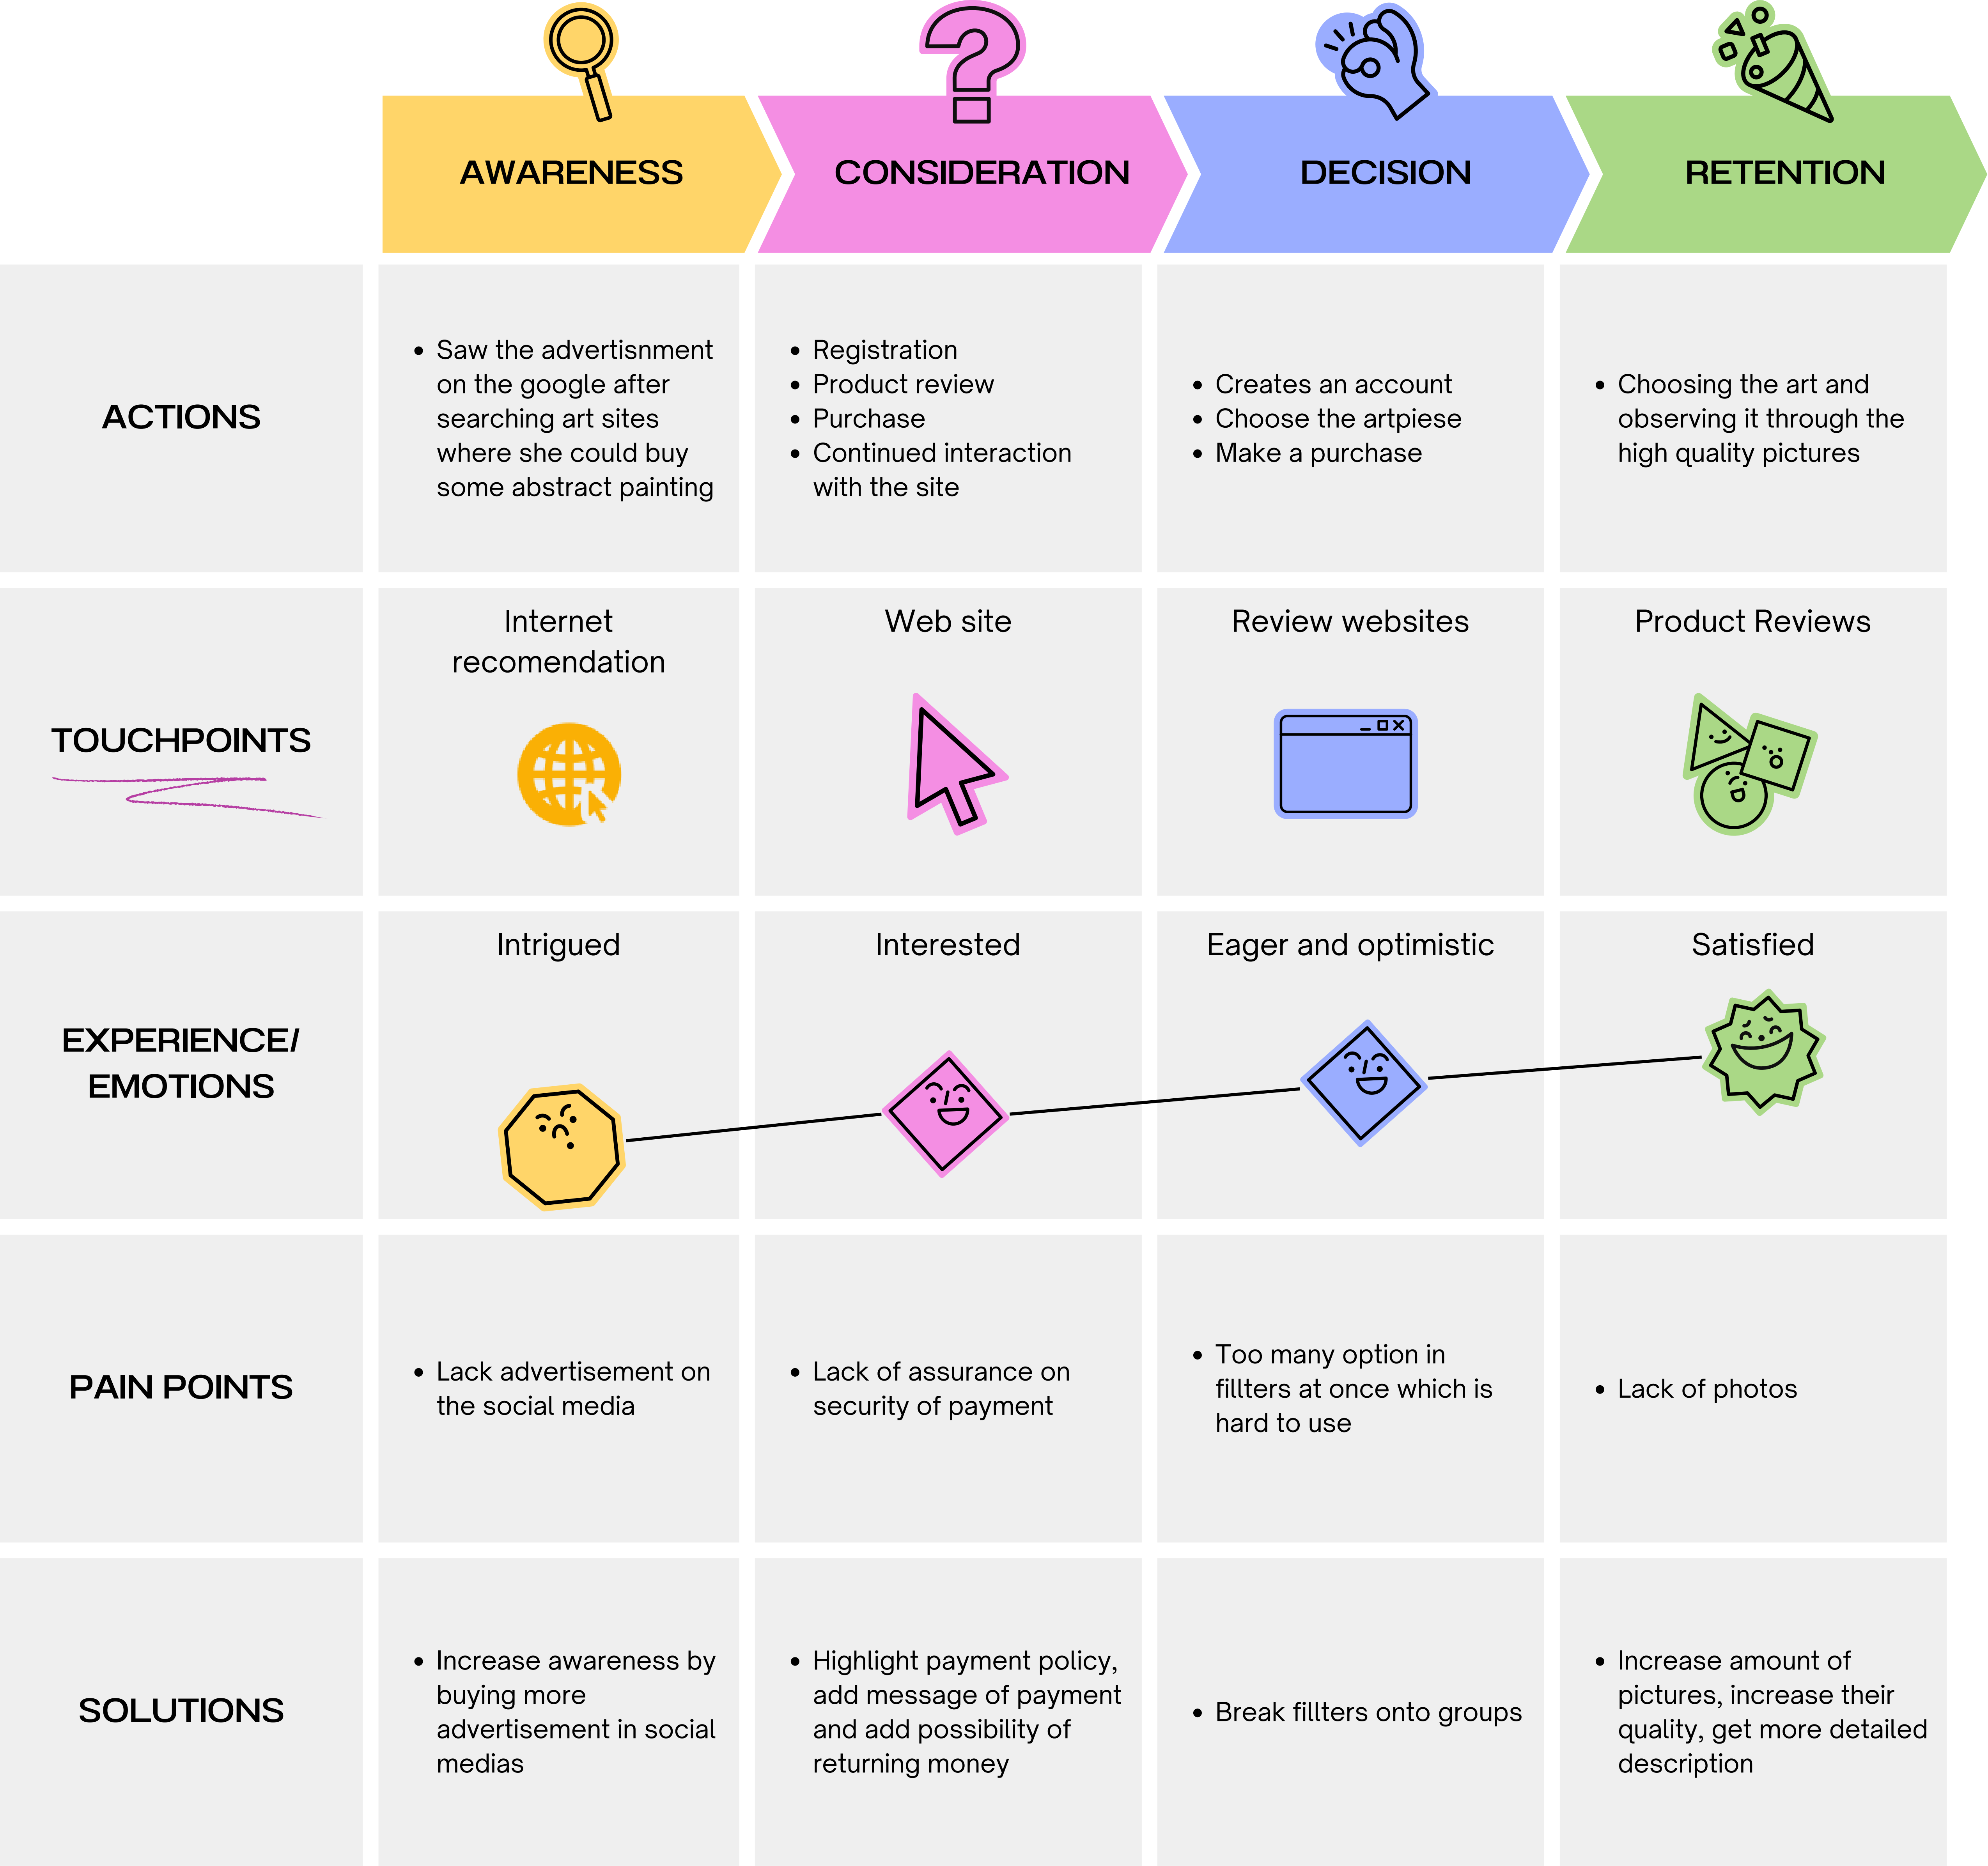 AWARENESS
CONSIDERATION
DECISION
RETENTION
ACTIONS
• Saw the advertisnment
on the google after
searching art sites
where she could buy
some abstract painting
• Registration
• Product review
• Purchase
• Continued interaction
with the site
• Creates an account
• Choose the artpiese
• Make a purchase
• Choosing the art and
observing it through the
high quality pictures
TOUCHPOINTS
Internet
recomendation
Web site
Review websites
Product Reviews
EXPERIENCE/
EMOTIONS
Intrigued
Interested
Eager and optimistic
Satisfied
PAIN POINTS
• Lack advertisement on
the social media
• Lack of assurance on
security of payment
• Too many option in
fillters at once which is
hard to use
• Lack of photos
SOLUTIONS
• Increase awareness by
buying more
advertisement in social
medias
• Highlight payment policy,
add message of payment
and add possibility of
returning money
• Break fillters onto groups
• Increase amount of
pictures, increase their
quality, get more detailed
description